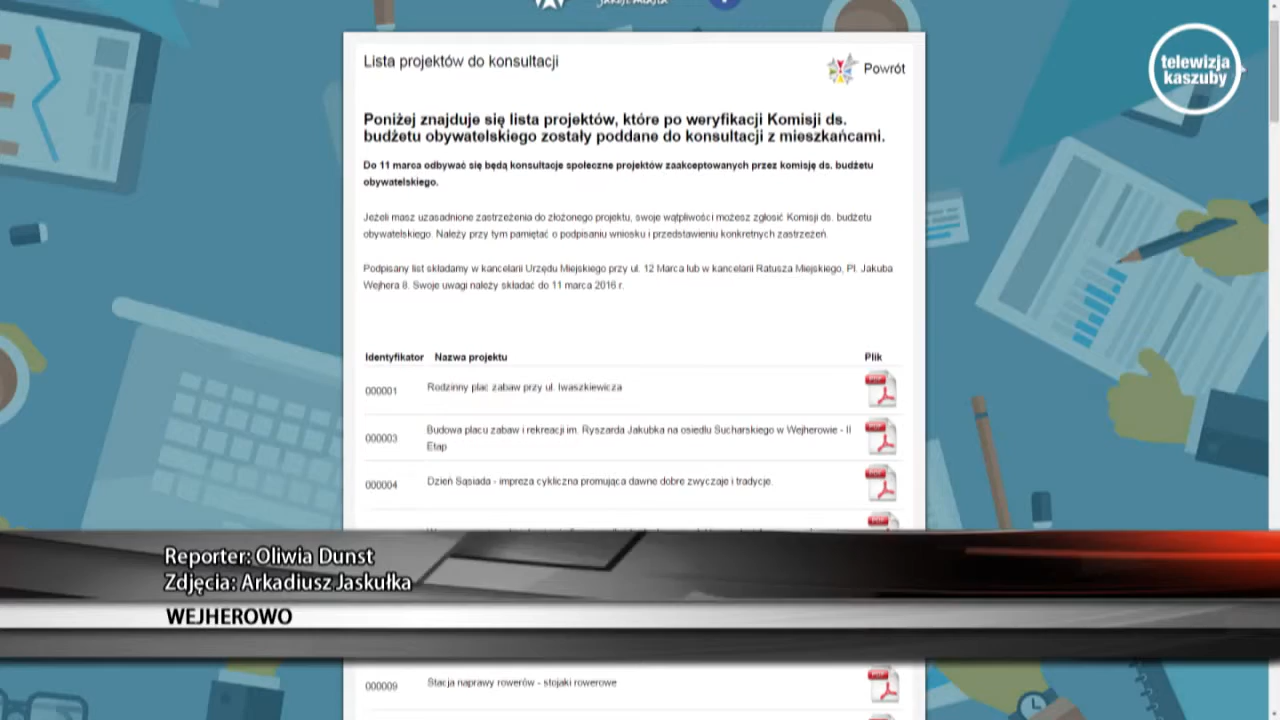 telewizja
kaszuby
Lista projektów do konsultacji
Powrót
Poniżej znajduje się lista projektów, które po weryfikacji Komisji ds.
budżetu obywatelskiego zostały poddane do konsultacji z mieszkańcami.
Do 11 marca odbywać się będą konsultacje społeczne projektów zaakceptowanych przez komisję ds. budżetu
obywatelskiego.
Jeżeli masz uzasadnione zastrzeżenia do złożonego projektu, swoje wątpliwości możesz zgłosić Komisji ds. budżetu
obywatelskiego. Należy przy tym pamiętać o podpisaniu wniosku i przedstawieniu konkretnych zastrzeżeń.
Podpisany list składamy w kancelarii Urzędu Miejskiego przy ul. 12 Marca lub w kancelarii Ratusza Miejskiego, Pl. Jakuba
Wejhera 8. Swoje uwagi należy składać do 11 marca 2016 r.
Identyfikator Nazwa projektu Plik
000001 Rodzinny plac zabaw przy ul. Iwaszkiewicza PDF
000003 Budowa placu zabaw i rekreacji im. Ryszarda Jakubka na osiedlu Sucharskiego w Wejherowie - II
Etap PDF
000004 Dzień Sąsiada - impreza cykliczna promująca dawne dobre zwyczaje i tradycje. PDF
PDF
Reporter: Oliwia Dunst
Zdjęcia: Arkadiusz Jaskułka
WEJHEROWO
000009 Stacja naprawy rowerów - stojaki rowerowe PDF